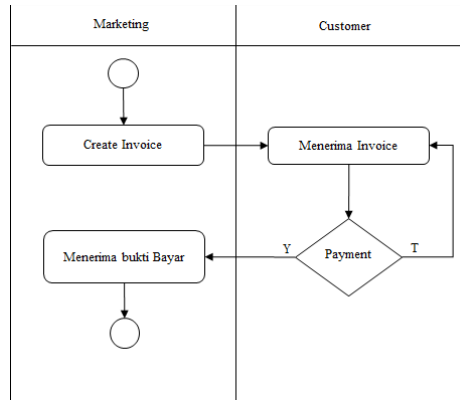 Marketing
Customer
Create Invoice
Menerima Invoice
Menerima bukti Bayar
Y
Payment
T